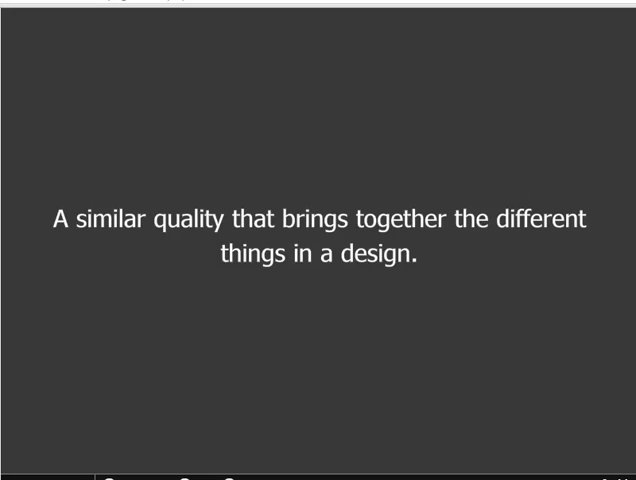 A similar quality that brings together the different
things in a design.